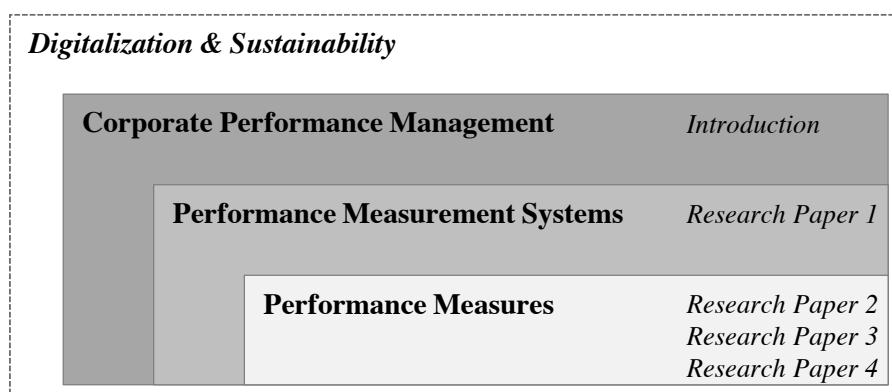 Digitalization & Sustainability
Corporate Performance Management Introduction
Performance Measurement Systems Research Paper 1
Performance Measures Research Paper 2
Research Paper 3
Research Paper 4